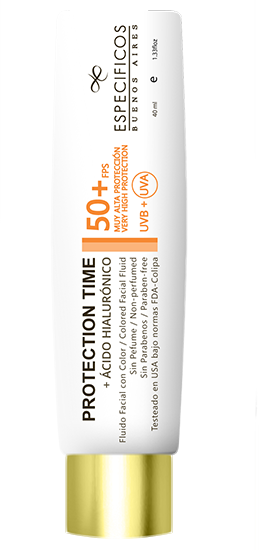 ESPECIFICOS
BUENOS AIRES
e
1.33floz
40 ml
50+
FPS
MUY ALTA PROTECCIÓN
VERY HIGH PROTECTION
UVB + UVA
PROTECTION TIME
+ ÁCIDO HIALURÓNICO
Fluido Facial con Color / Colored Facial Fluid
Sin Pefume / Non-perfumed
Sin Parabenos / Paraben-free
Testeado en USA bajo normas FDA-Colipa